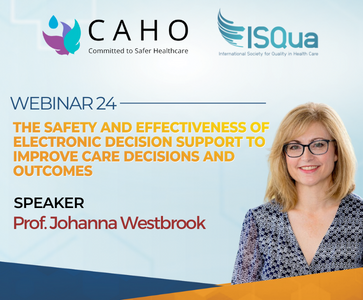 CAHO
Committed to Safer Healthcare
ISQua
International Society for Quality in Health Care
WEBINAR 24
THE SAFETY AND EFFECTIVENESS OF
ELECTRONIC DECISION SUPPORT TO
IMPROVE CARE DECISIONS AND
OUTCOMES
SPEAKER
Prof. Johanna Westbrook